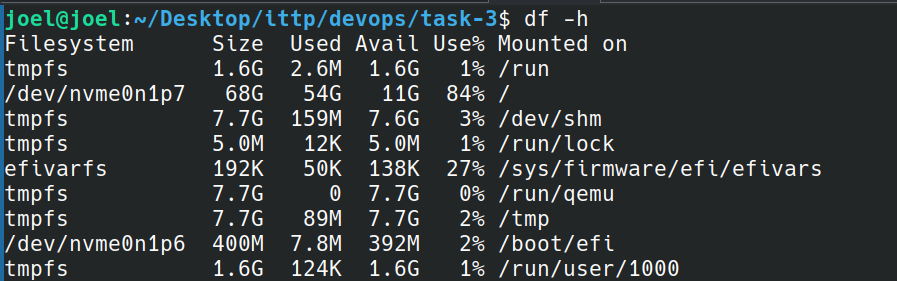 joel@joel:~/Desktop/lttp/devops/task-3$ df -h
Filesystem      Size  Used Avail Use% Mounted on
tmpfs           1.6G  2.6M  1.6G   1% /run
/dev/nvme0n1p7   68G   54G   11G  84% /
tmpfs           7.7G  159M  7.6G   3% /dev/shm
tmpfs           5.0M   12K  5.0M   1% /run/lock
efivarfs        192K   50K  138K  27% /sys/firmware/efi/efivars
tmpfs           7.7G     0  7.7G   0% /run/qemu
tmpfs           7.7G   89M  7.7G   2% /tmp
/dev/nvme0n1p6  400M  7.8M  392M   2% /boot/efi
tmpfs           1.6G  124K  1.6G   1% /run/user/1000